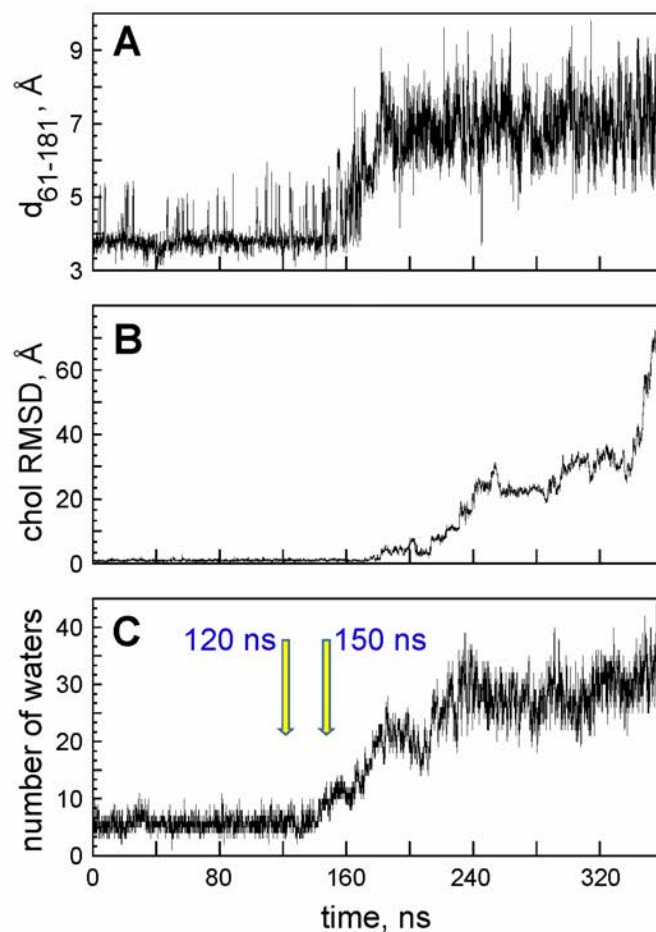 A
d61-181, Å
9
7
5
3
B
chol RMSD, Å
60
40
20
0
C
120 ns
150 ns
number of waters
40
30
20
10
0
0 80 160 240 320
time, ns